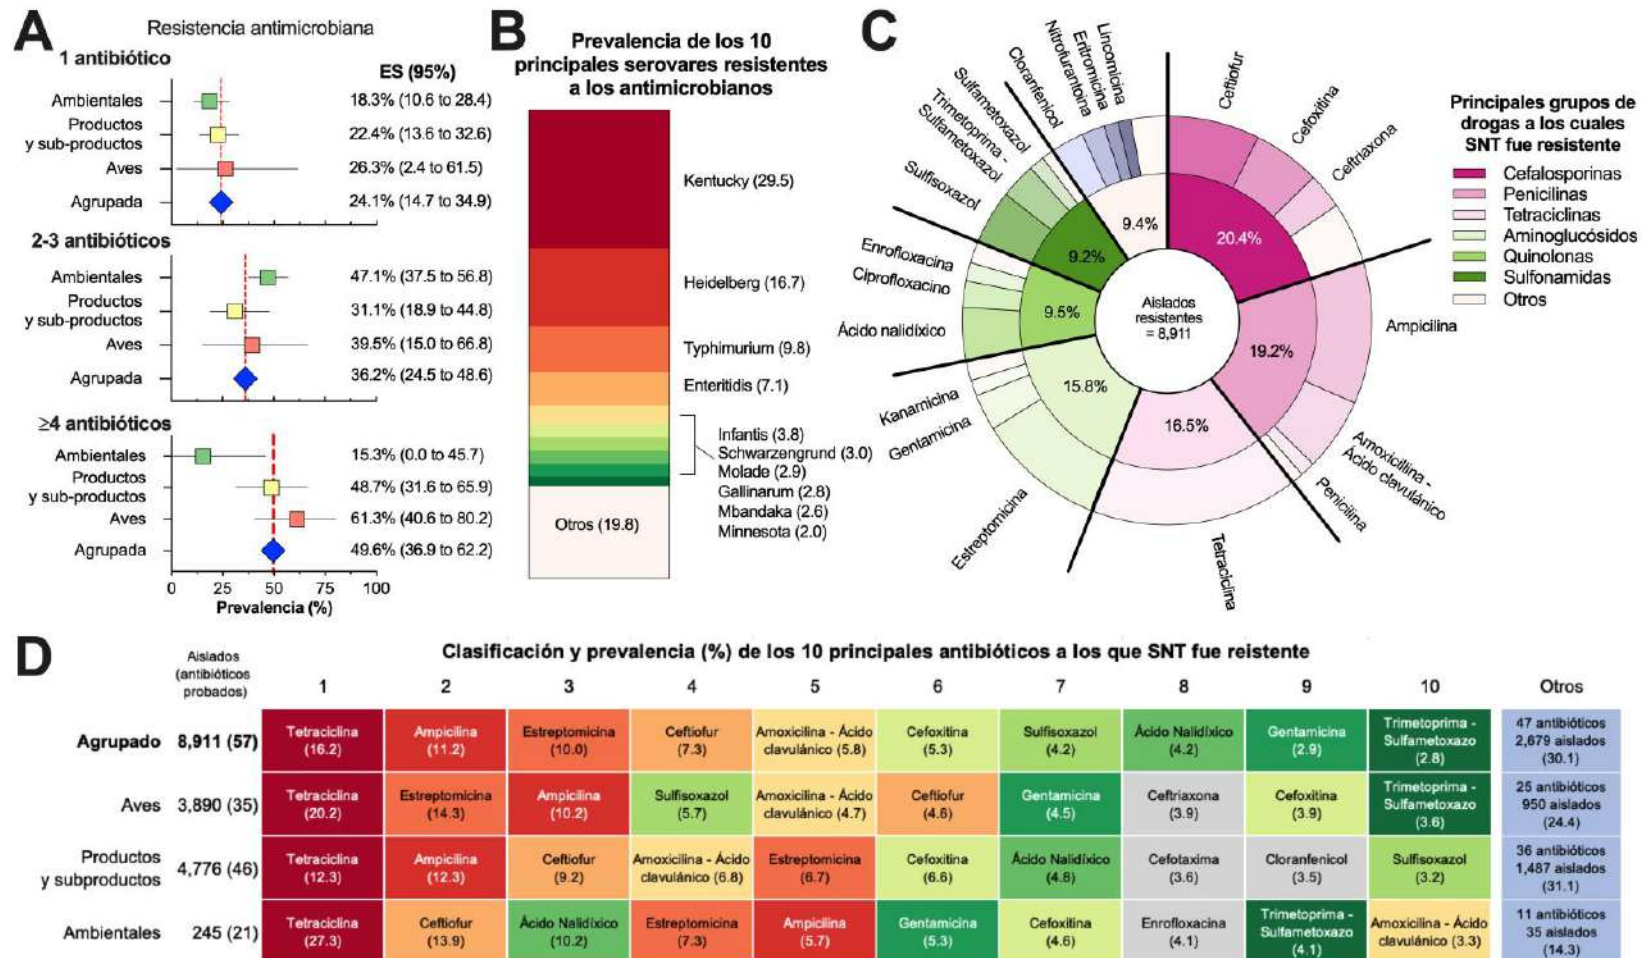 A
Resistencia antimicrobiana
1 antibiótico
ES (95%)
Ambientales
18.3% (10.6 to 28.4)
Productos
y sub-productos
22.4% (13.6 to 32.6)
Aves
26.3% (2.4 to 61.5)
Agrupada
24.1% (14.7 to 34.9)
2-3 antibióticos
Ambientales
47.1% (37.5 to 56.8)
Productos
y sub-productos
31.1% (18.9 to 44.8)
Aves
39.5% (15.0 to 66.8)
Agrupada
36.2% (24.5 to 48.6)
≥4 antibióticos
Ambientales
15.3% (0.0 to 45.7)
Productos
y sub-productos
48.7% (31.6 to 65.9)
Aves
61.3% (40.6 to 80.2)
Agrupada
49.6% (36.9 to 62.2)
0 25 50 75 100
Prevalencia (%)
B
Prevalencia de los 10
principales serovares resistentes
a los antimicrobianos
Kentucky (29.5)
Heidelberg (16.7)
Typhimurium (9.8)
Enteritidis (7.1)
Infantis (3.8)
Schwarzengrund (3.0)
Molade (2.9)
Gallinarum (2.8)
Mbandaka (2.6)
Minnesota (2.0)
Otros (19.8)
C
Ceftiofur
Cefoxitina
Ceftriaxona
Ampicilina
Amoxicillina -
Ácido clavulánico
Penicilina
Tetraciclina
Estreptomicina
Gentamicina
Kanamicina
Ácido nalidíxico
Ciprofloxacino
Enrofloxacina
Sulfisoxazol
Trimetoprima -
Sulfametoxazol
Sulfametoxazol
Cloranfenicol
Nitrofurantoina
Eritromicina
Lincomicina
20.4%
19.2%
16.5%
15.8%
9.5%
9.2%
9.4%
Aislados
resistentes
= 8,911
Principales grupos de
drogas a los cuales
SNT fue resistente
Cefalosporinas
Penicilinas
Tetraciclinas
Aminoglucósidos
Quinolonas
Sulfonamidas
Otros
D
Aislados
(antibióticos
probados)
Clasificación y prevalencia (%) de los 10 principales antibióticos a los que SNT fue reistente
1 2 3 4 5 6 7 8 9 10 Otros
Agrupado 8,911 (57)
Tetraciclina
(16.2)
Ampicilina
(11.2)
Estreptomicina
(10.0)
Ceftiofur
(7.3)
Amoxicilina - Ácido
clavulánico (5.8)
Cefoxitina
(5.3)
Sulfisoxazol
(4.2)
Ácido Nalidíxico
(4.2)
Gentamicina
(2.9)
Trimetoprima -
Sulfametoxazo
(2.8)
47 antibióticos
2,679 aislados
(30.1)
Aves 3,890 (35)
Tetraciclina
(20.2)
Estreptomicina
(14.3)
Ampicilina
(10.2)
Sulfisoxazol
(5.7)
Amoxicilina - Ácido
clavulánico (4.7)
Ceftiofur
(4.6)
Gentamicina
(4.5)
Ceftriaxona
(3.9)
Cefoxitina
(3.9)
Trimetoprima -
Sulfametoxazo
(3.6)
25 antibióticos
950 aislados
(24.4)
Productos
y subproductos
4,776 (46)
Tetraciclina
(12.3)
Ampicilina
(12.3)
Ceftiofur
(9.2)
Amoxicilina - Ácido
clavulánico (6.8)
Estreptomicina
(6.7)
Cefoxitina
(6.6)
Ácido Nalidíxico
(4.8)
Cefotaxima
(3.6)
Cloranfenicol
(3.5)
Sulfisoxazol
(3.2)
36 antibióticos
1,487 aislados
(31.1)
Ambientales 245 (21)
Tetraciclina
(27.3)
Ceftiofur
(13.9)
Ácido Nalidíxico
(10.2)
Estreptomicina
(7.3)
Ampicilina
(5.7)
Gentamicina
(5.3)
Cefoxitina
(4.6)
Enrofloxacina
(4.1)
Trimetoprima -
Sulfametoxazo
(4.1)
Amoxicilina - Ácido
clavulánico (3.3)
11 antibióticos
35 aislados
(14.3)